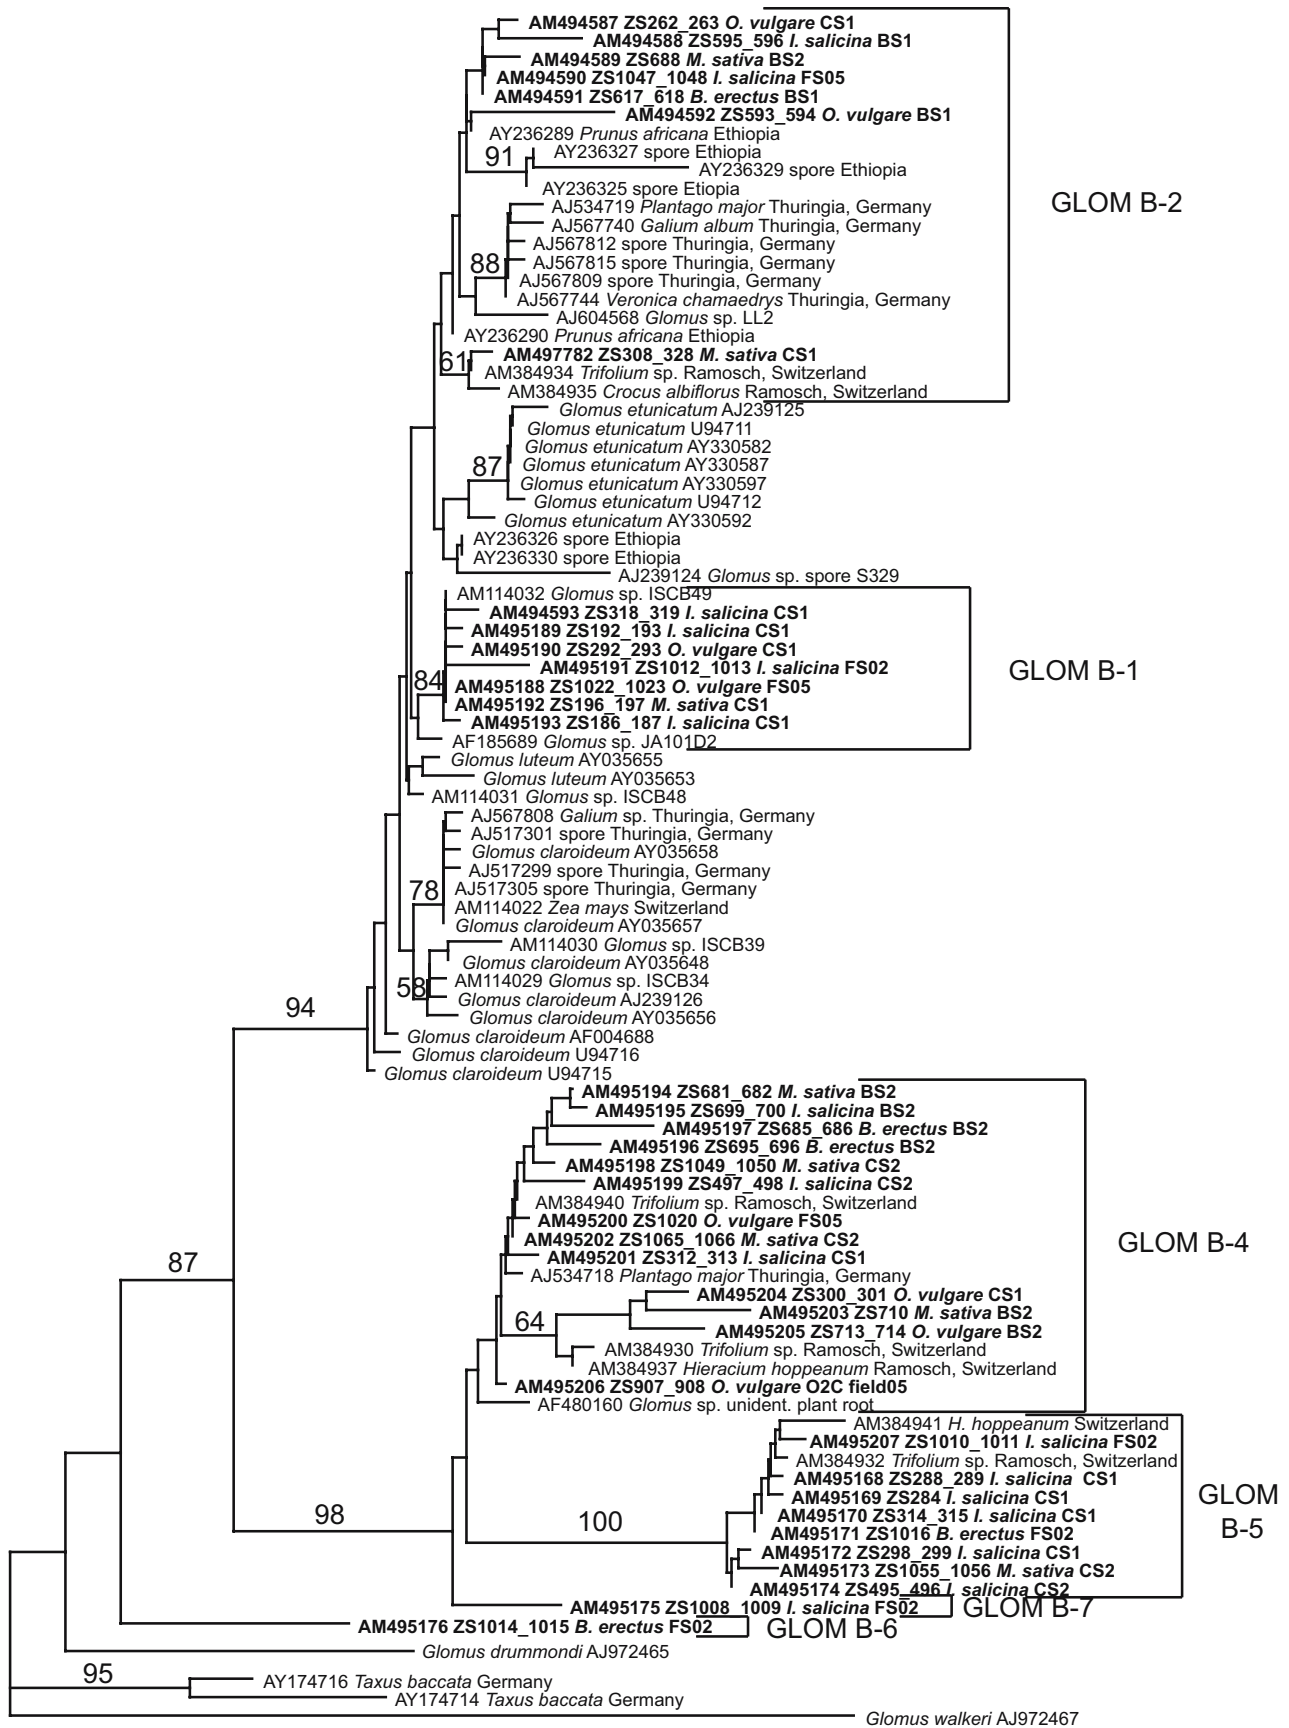 AM494587 ZS262_263 O. vulgare CS1
AM494588 ZS595_596 I. salicina BS1
AM494589 ZS688 M. sativa BS2
AM494590 ZS1047_1048 I. salicina FS05
AM494591 ZS617_618 B. erectus BS1
AM494592 ZS593_594 O. vulgare BS1
AY236289 Prunus africana Ethiopia
AY236327 spore Ethiopia
91
AY236329 spore Ethiopia
AY236325 spore Etiopia
GLOM B-2
AJ534719 Plantago major Thuringia, Germany
AJ567740 Galium album Thuringia, Germany
AJ567812 spore Thuringia, Germany
88
AJ567815 spore Thuringia, Germany
AJ567809 spore Thuringia, Germany
AJ567744 Veronica chamaedrys Thuringia, Germany
AJ604568 Glomus sp. LL2
AY236290 Prunus africana Ethiopia
61
AM497782 ZS308_328 M. sativa CS1
AM384934 Trifolium sp. Ramosch, Switzerland
AM384935 Crocus albiflorus Ramosch, Switzerland
Glomus etunicatum AJ239125
Glomus etunicatum U94711
Glomus etunicatum AY330582
87
Glomus etunicatum AY330587
Glomus etunicatum AY330597
Glomus etunicatum U94712
Glomus etunicatum AY330592
AY236326 spore Ethiopia
AY236330 spore Ethiopia
AJ239124 Glomus sp. spore S329
AM114032 Glomus sp. ISCB49
AM494593 ZS318_319 I. salicina CS1
AM495189 ZS192_193 I. salicina CS1
AM495190 ZS292_293 O. vulgare CS1
AM495191 ZS1012_1013 I. salicina FS02
GLOM B-1
84
AM495188 ZS1022_1023 O. vulgare FS05
AM495192 ZS196_197 M. sativa CS1
AM495193 ZS186_187 I. salicina CS1
AF185689 Glomus sp. JA101D2
Glomus luteum AY035655
Glomus luteum AY035653
AM114031 Glomus sp. ISCB48
AJ567808 Galium sp. Thuringia, Germany
AJ517301 spore Thuringia, Germany
Glomus claroideum AY035658
AJ517299 spore Thuringia, Germany
78
AJ517305 spore Thuringia, Germany
AM114022 Zea mays Switzerland
Glomus claroideum AY035657
AM114030 Glomus sp. ISCB39
Glomus claroideum AY035648
AM114029 Glomus sp. ISCB34
58
Glomus claroideum AJ239126
Glomus claroideum AY035656
94
Glomus claroideum AF004688
Glomus claroideum U94716
Glomus claroideum U94715
AM495194 ZS681_682 M. sativa BS2
AM495195 ZS699_700 I. salicina BS2
AM495197 ZS685_686 B. erectus BS2
AM495196 ZS695_696 B. erectus BS2
AM495198 ZS1049_1050 M. sativa CS2
AM495199 ZS497_498 I. salicina CS2
AM384940 Trifolium sp. Ramosch, Switzerland
AM495200 ZS1020 O. vulgare FS05
AM495202 ZS1065_1066 M. sativa CS2
GLOM B-4
AM495201 ZS312_313 I. salicina CS1
87
AJ534718 Plantago major Thuringia, Germany
AM495204 ZS300_301 O. vulgare CS1
AM495203 ZS710 M. sativa BS2
64
AM495205 ZS713_714 O. vulgare BS2
AM384930 Trifolium sp. Ramosch, Switzerland
AM384937 Hieracium hoppeanum Ramosch, Switzerland
AM495206 ZS907_908 O. vulgare O2C field05
AF480160 Glomus sp. unident. plant root
AM384941 H. hoppeanum Switzerland
AM495207 ZS1010_1011 I. salicina FS02
AM384932 Trifolium sp. Ramosch, Switzerland
AM495168 ZS288_289 I. salicina CS1
AM495169 ZS284 I. salicina CS1
GLOM
B-5
98
100
AM495170 ZS314_315 I. salicina CS1
AM495171 ZS1016 B. erectus FS02
AM495172 ZS298_299 I. salicina CS1
AM495173 ZS1055_1056 M. sativa CS2
AM495174 ZS495_496 I. salicina CS2
AM495175 ZS1008_1009 I. salicina FS02
GLOM B-7
AM495176 ZS1014_1015 B. erectus FS02
GLOM B-6
Glomus drummondi AJ972465
95
AY174716 Taxus baccata Germany
AY174714 Taxus baccata Germany
Glomus walkeri AJ972467